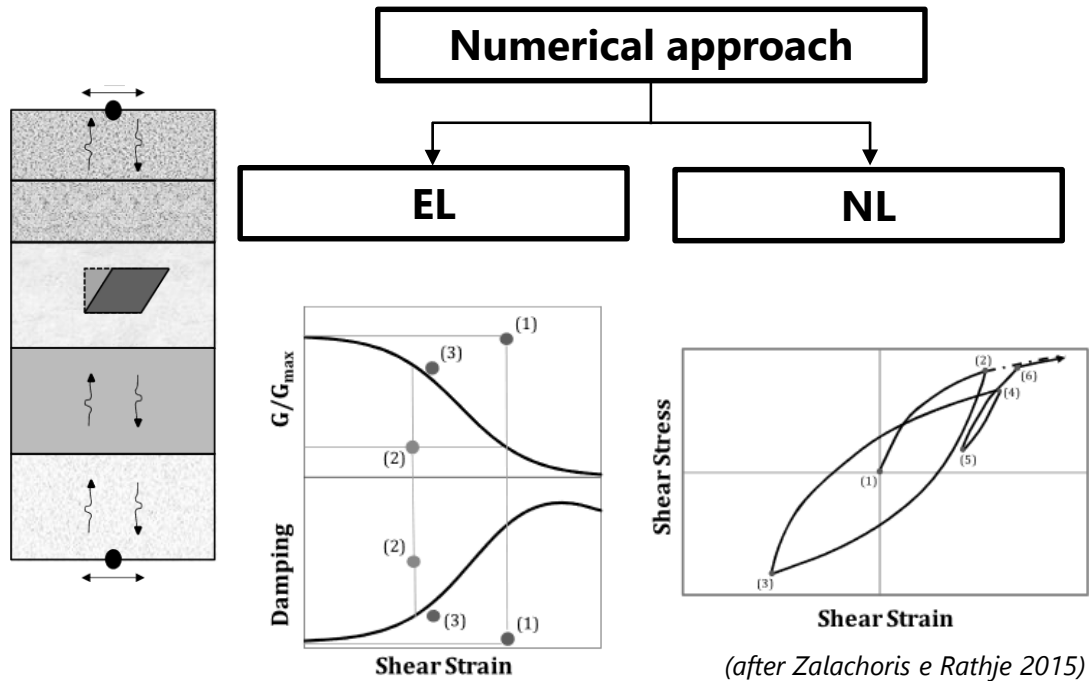 Numerical approach
EL
NL
G/Gmax
(1)
(3)
(2)
Damping
(2)
(3)
(1)
Shear Strain
Shear Stress
(2)
(6)
(4)
(5)
(1)
(3)
Shear Strain
(after Zalachoris e Rathje 2015)